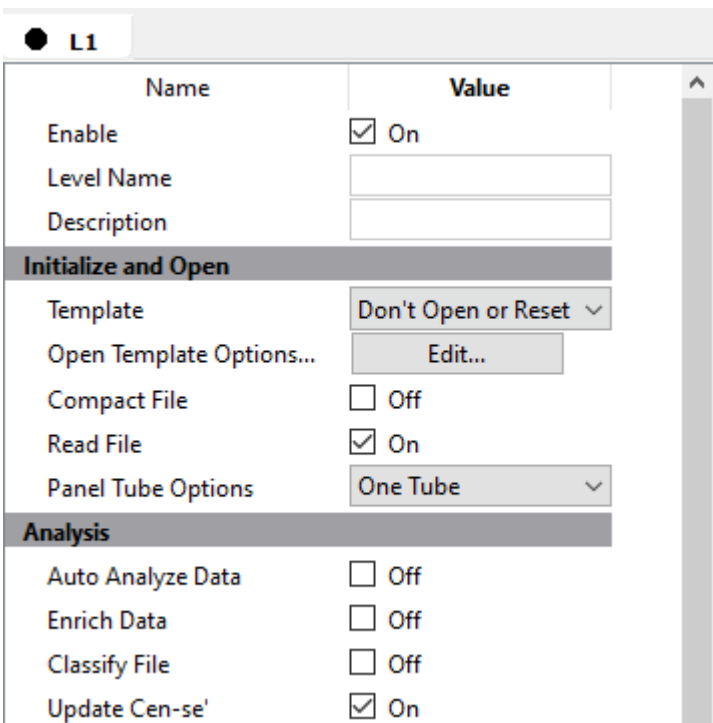 L1
Name Value
Enable On
Level Name
Description
Initialize and Open
Template Don't Open or Reset
Open Template Options... Edit...
Compact File Off
Read File On
Panel Tube Options One Tube
Analysis
Auto Analyze Data Off
Enrich Data Off
Classify File Off
Update Cen-se' On